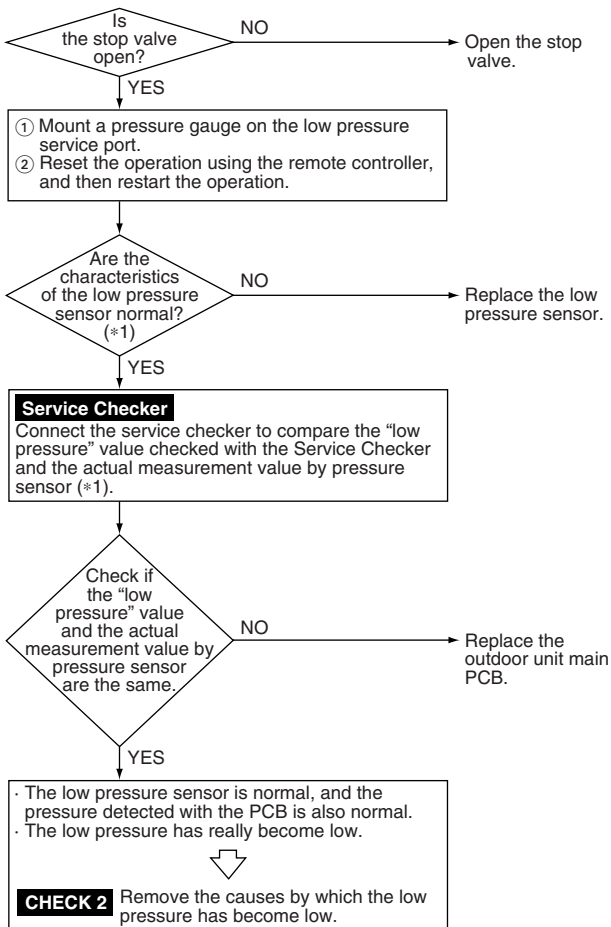 Is
the stop valve
open?
NO
Open the stop
valve.
YES
① Mount a pressure gauge on the low pressure
service port.
② Reset the operation using the remote controller,
and then restart the operation.
Are the
characteristics
of the low pressure
sensor normal?
(*1)
NO
Replace the low
pressure sensor.
YES
Service Checker
Connect the service checker to compare the “low
pressure” value checked with the Service Checker
and the actual measurement value by pressure
sensor (*1).
Check if
the “low
pressure” value
and the actual
measurement value by
pressure sensor
are the same.
NO
Replace the
outdoor unit main
PCB.
YES
· The low pressure sensor is normal, and the
pressure detected with the PCB is also normal.
· The low pressure has really become low.
CHECK 2 Remove the causes by which the low
pressure has become low.